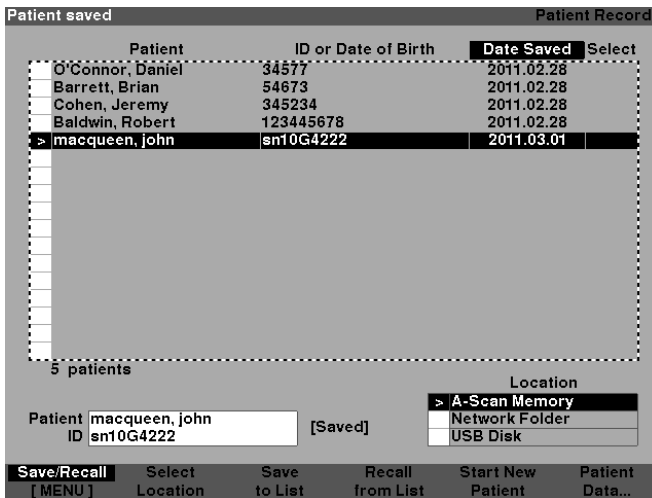 Patient saved Patient Record
Patient ID or Date of Birth Date Saved Select
O'Connor, Daniel 34577 2011.02.28
Barrett, Brian 54673 2011.02.28
Cohen, Jeremy 345234 2011.02.28
Baldwin, Robert 123445678 2011.02.28
> macqueen, john sn10G4222 2011.03.01
5 patients
Location
> A-Scan Memory
Network Folder
USB Disk
Patient macqueen, john [Saved]
ID sn10G4222
Save/Recall Select Save Recall Start New Patient
[ MENU ] Location to List from List Patient Data...